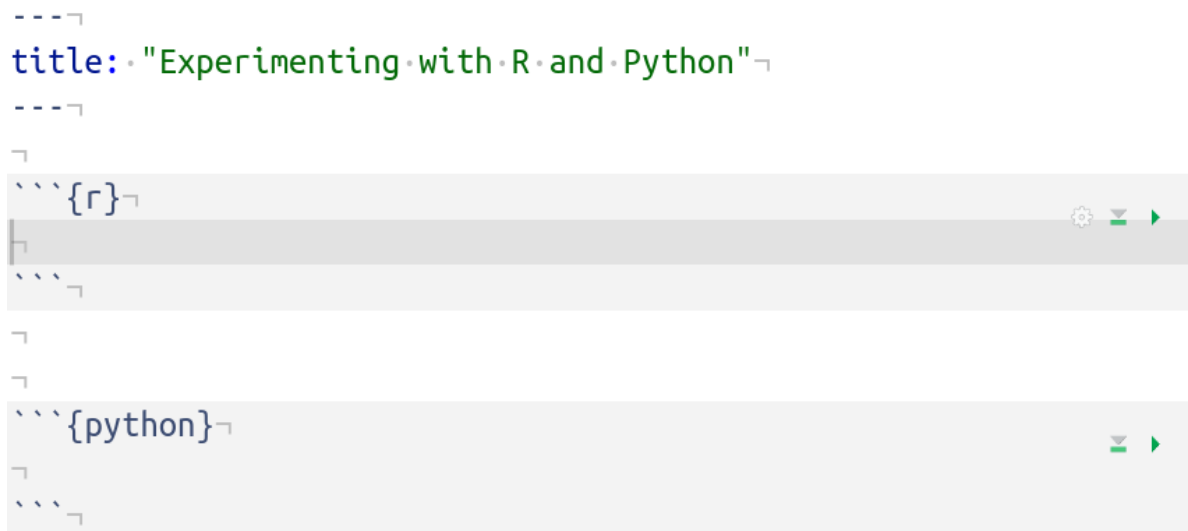 ---
title: "Experimenting with R and Python"
---
```{r}
```
```{python}
```